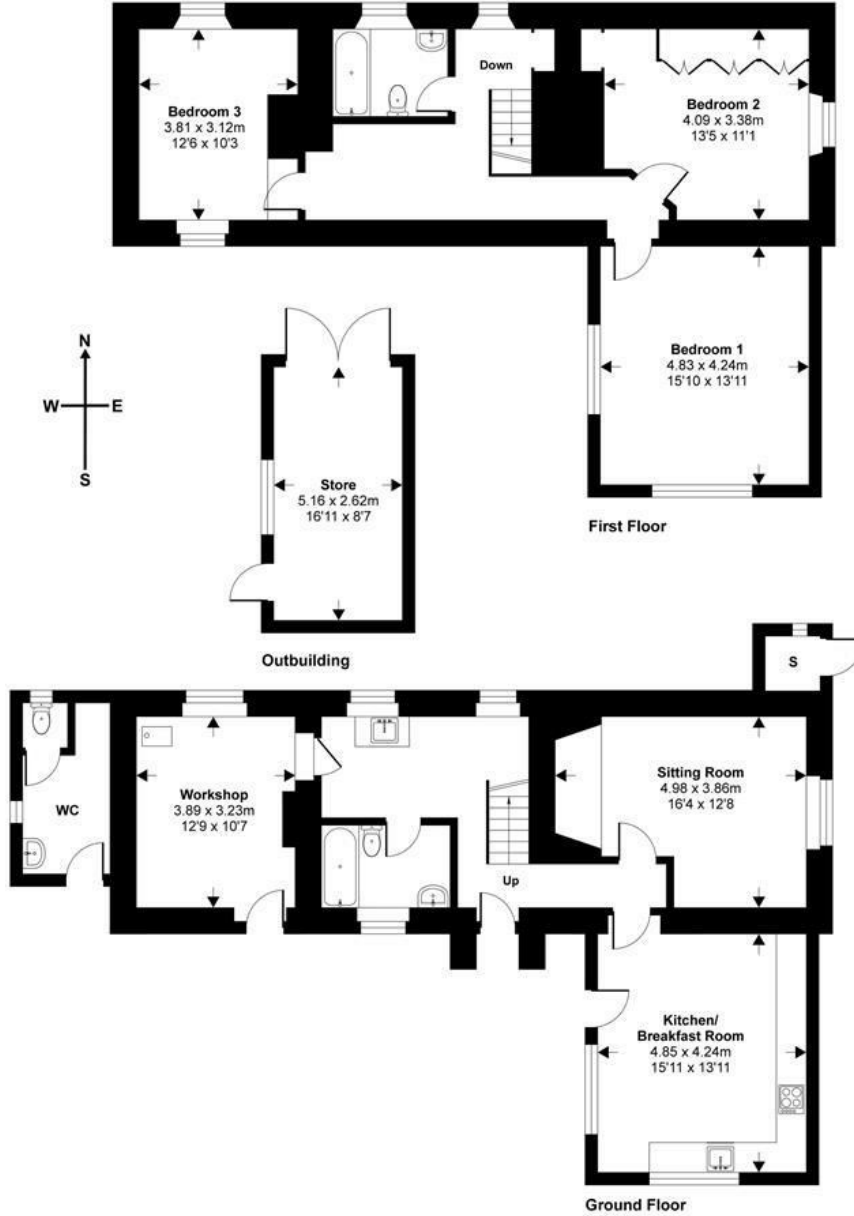 Bedroom 3
3.81 x 3.12m
12'6 x 10'3
Down
Bedroom 2
4.09 x 3.38m
13'5 x 11'1
Bedroom 1
4.83 x 4.24m
15'10 x 13'11
First Floor
N
W
E
S
Store
5.16 x 2.62m
16'11 x 8'7
Outbuilding
S
WC
Workshop
3.89 x 3.23m
12'9 x 10'7
Up
Sitting Room
4.98 x 3.86m
16'4 x 12'8
Kitchen/
Breakfast Room
4.85 x 4.24m
15'11 x 13'11
Ground Floor